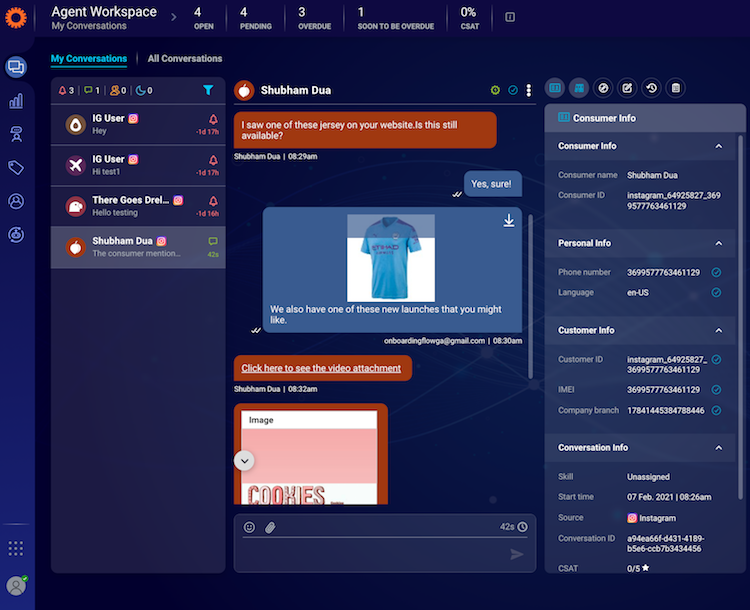 Agent Workspace
My Conversations
4
OPEN
4
PENDING
3
OVERDUE
1
SOON TO BE OVERDUE
0%
CSAT
My Conversations
All Conversations
3
1
0
0
IG User
Hey
-1d 17h
IG User
Hi test1
-1d 17h
There Goes Drel...
Hello testing
-1d 16h
Shubham Dua
The consumer mention...
42s
Shubham Dua
I saw one of these jersey on your website.Is this still
available?
Shubham Dua | 08:29am
Yes, sure!
ETIHAD
We also have one of these new launches that you might
like.
onboardingflowga@gmail.com | 08:30am
Click here to see the video attachment
Shubham Dua | 08:32am
Image
COOKIES
42s
Consumer Info
Consumer Info
Consumer name Shubham Dua
Consumer ID instagram_64925827_369
9577763461129
Personal Info
Phone number 3699577763461129
Language en-US
Customer Info
Customer ID instagram_64925827_
3699577763461129
IMEI 3699577763461129
Company branch 17841445384788446
Conversation Info
Skill Unassigned
Start time 07 Feb. 2021 | 08:26am
Source Instagram
Conversation ID a94ea66f-d431-4189-
b5e6-ccb7b3434456
CSAT 0/5